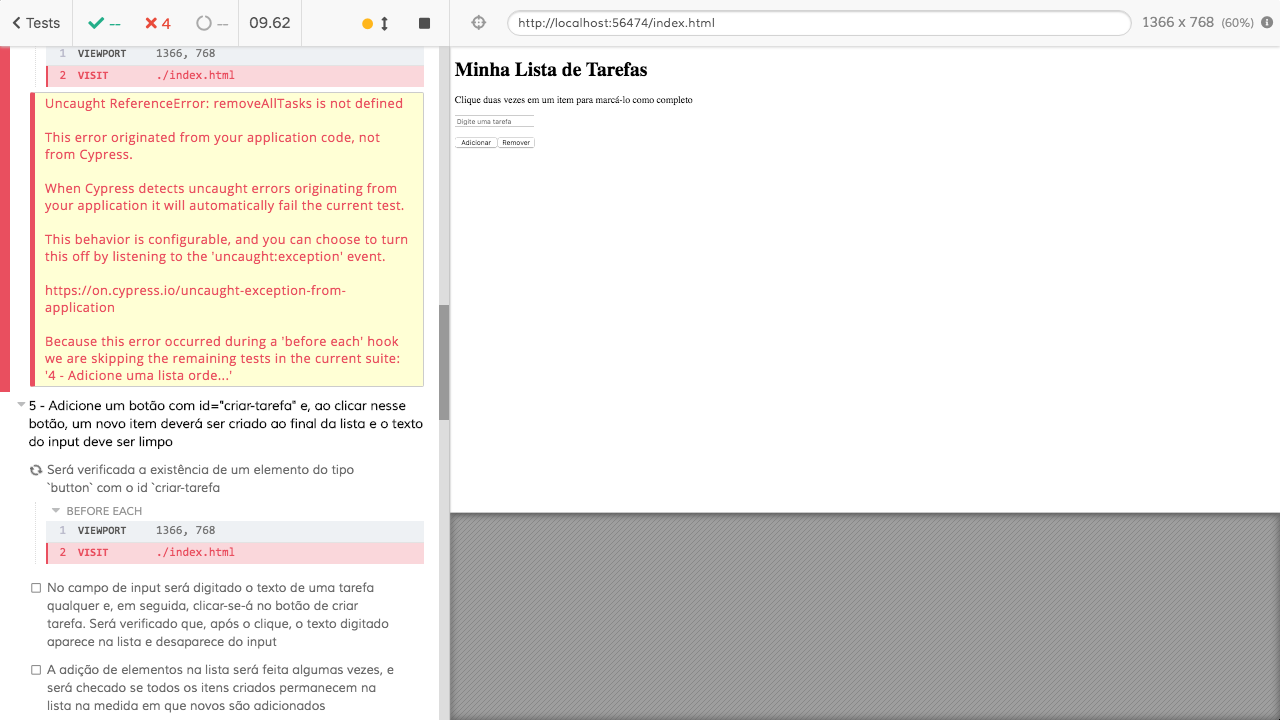 Tests
--
4
--
09.62
http://localhost:56474/index.html
1366 x 768 (60%)
1 VIEWPORT 1366, 768
2 VISIT ./index.html
Uncaught ReferenceError: removeAllTasks is not defined
This error originated from your application code, not
from Cypress.
When Cypress detects uncaught errors originating from
your application it will automatically fail the current test.
This behavior is configurable, and you can choose to turn
this off by listening to the 'uncaught:exception' event.
https://on.cypress.io/uncaught-exception-from-
application
Because this error occurred during a 'before each' hook
we are skipping the remaining tests in the current suite:
'4 - Adicione uma lista orde...'
5 - Adicione um botão com id="criar-tarefa" e, ao clicar nesse
botão, um novo item deverá ser criado ao final da lista e o texto
do input deve ser limpo
Será verificada a existência de um elemento do tipo
`button` com o id `criar-tarefa
BEFORE EACH
1 VIEWPORT 1366, 768
2 VISIT ./index.html
No campo de input será digitado o texto de uma tarefa
qualquer e, em seguida, clicar-se-á no botão de criar
tarefa. Será verificado que, após o clique, o texto digitado
aparece na lista e desaparece do input
A adição de elementos na lista será feita algumas vezes, e
será checado se todos os itens criados permanecem na
lista na medida em que novos são adicionados
Minha Lista de Tarefas
Clique duas vezes em um item para marcá-lo como completo
Digite uma tarefa
Adicionar Remover